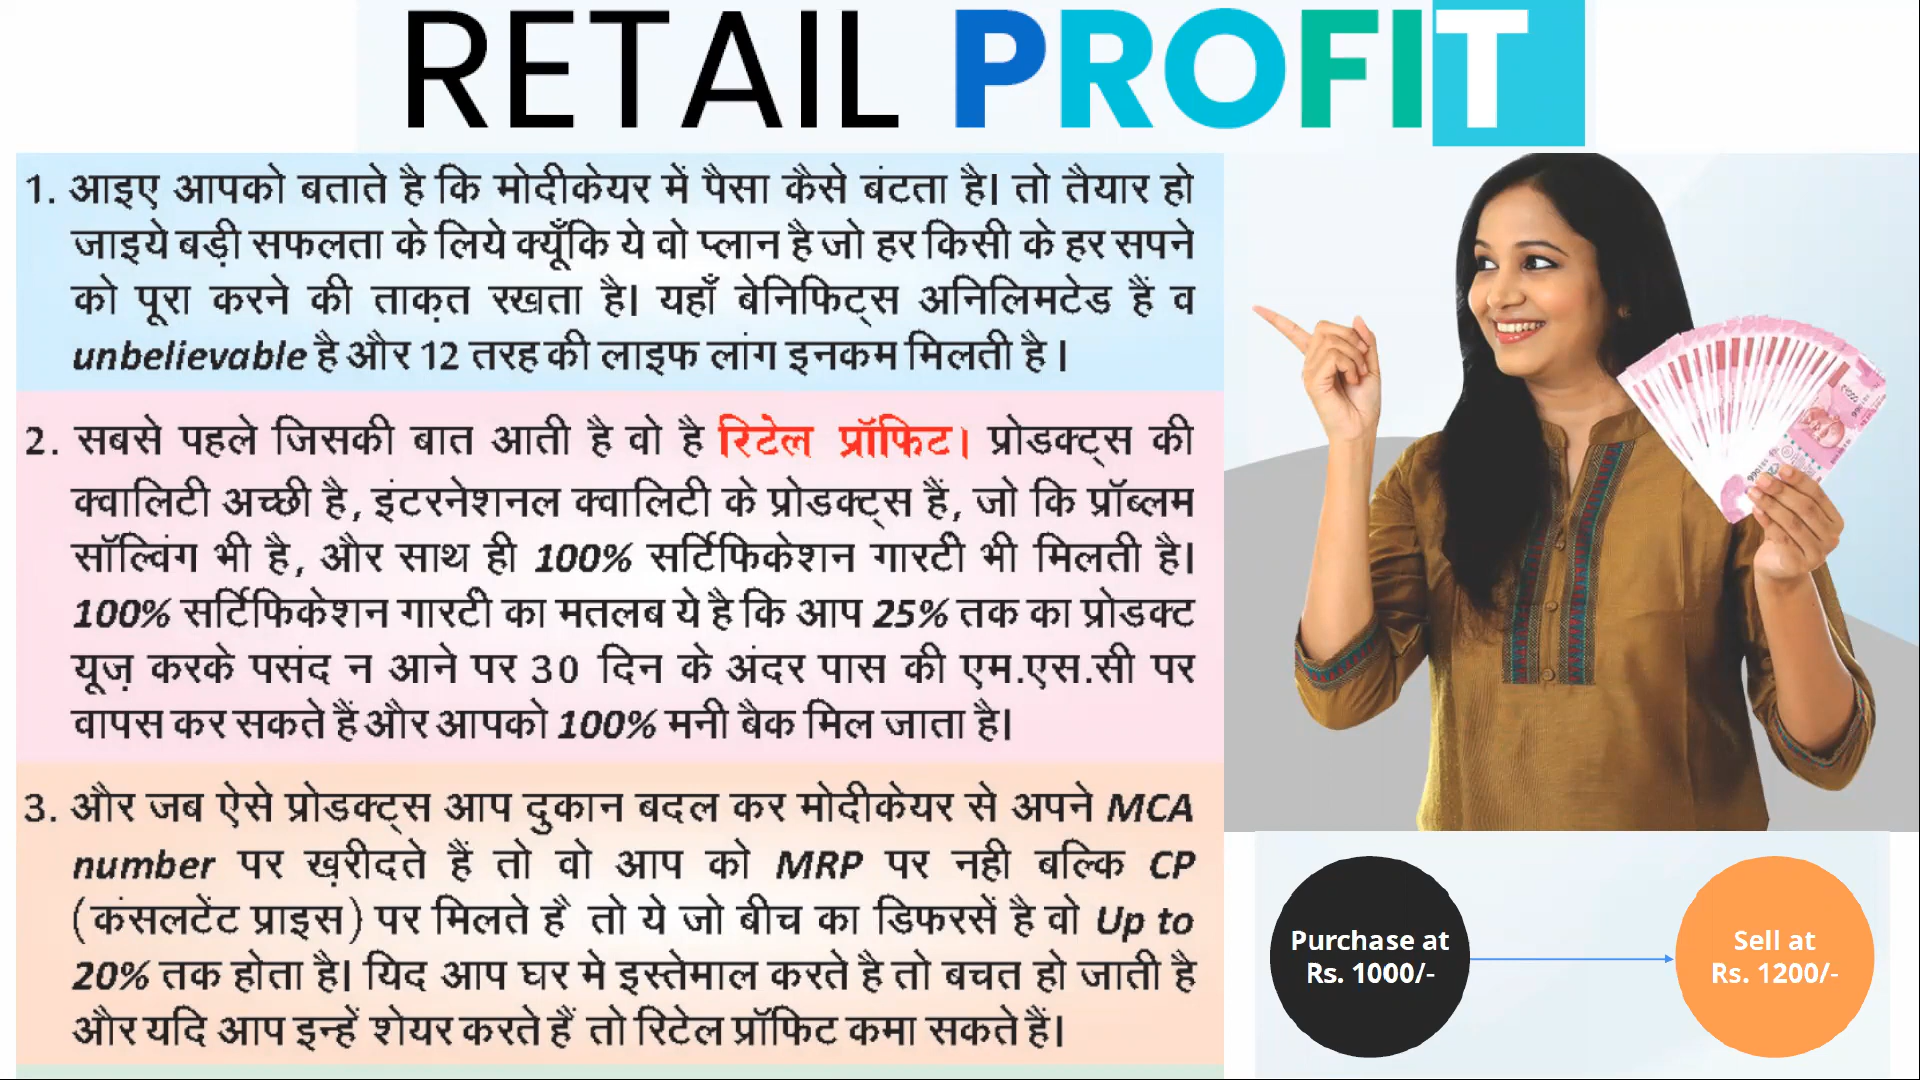 RETAIL PROFIT
1. आइए आपको बताते है कि मोदीकेयर में पैसा कैसे बंटता है। तो तैयार हो
जाइये बड़ी सफलता के लिये क्यूँकि ये वो प्लान है जो हर किसी के हर सपने
को पूरा करने की ताक़त रखता है। यहाँ बेनिफिट्स अनिलिमटेड हैं व
unbelievable है और 12 तरह की लाइफ लांग इनकम मिलती है ।
2. सबसे पहले जिसकी बात आती है वो है रिटेल प्रॉफिट। प्रोडक्ट्स की
क्वालिटी अच्छी है, इंटरनेशनल क्वालिटी के प्रोडक्ट्स हैं, जो कि प्रॉब्लम
सॉल्विंग भी है, और साथ ही 100% सर्टिफिकेशन गारटी भी मिलती है।
100% सर्टिफिकेशन गारटी का मतलब ये है कि आप 25% तक का प्रोडक्ट
यूज़ करके पसंद न आने पर 30 दिन के अंदर पास की एम.एस.सी पर
वापस कर सकते हैं और आपको 100% मनी बैक मिल जाता है।
3. और जब ऐसे प्रोडक्ट्स आप दुकान बदल कर मोदीकेयर से अपने MCA
number पर ख़रीदते हैं तो वो आप को MRP पर नही बल्कि CP
(कंसलटेंट प्राइस) पर मिलते हैं तो ये जो बीच का डिफरसें है वो Up to
20% तक होता है। यिद आप घर मे इस्तेमाल करते है तो बचत हो जाती है
और यदि आप इन्हें शेयर करते हैं तो रिटेल प्रॉफिट कमा सकते हैं।
Purchase at
Rs. 1000/-
Sell at
Rs. 1200/-